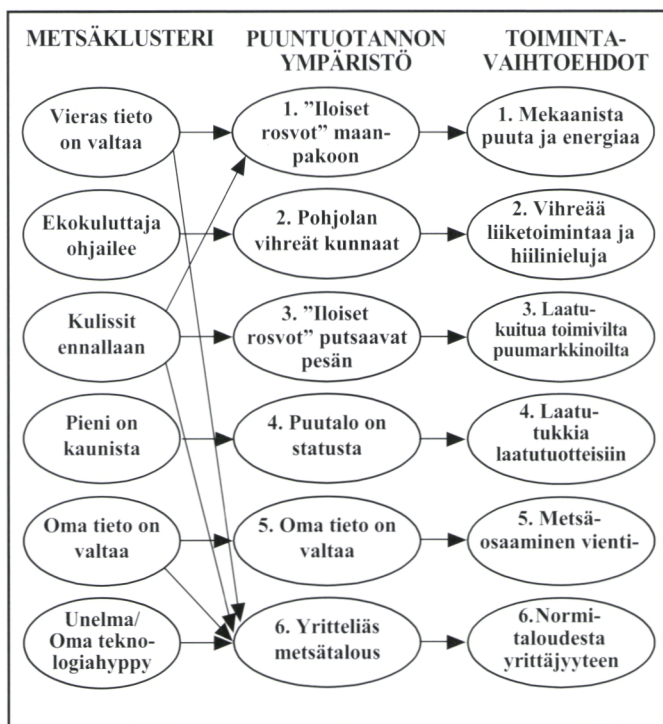 METSÄKLUSTERI
PUUNTUOTANNON
YMPÄRISTÖ
TOIMINTA-
VAIHTOEHDOT
Vieras tieto
on valtaa
1. ”Iloiset
rosvot” maan-
pakoon
1. Mekaanista
puuta ja energiaa
Ekokuluttaja
ohjailee
2. Pohjolan
vihreät kunnaat
2. Vihreää
liiketoimintaa ja
hiilinieluja
Kulissit
ennallaan
3. ”Iloiset
rosvot” putsaavat
pesän
3. Laatu-
kuitua toimivilta
puumarkkinoilta
Pieni on
kaunista
4. Puutalo on
statusta
4. Laatu-
tukkia
laatutuotteisiin
Oma tieto on
valtaa
5. Oma tieto on
valtaa
5. Metsä-
osaaminen vienti-
Unelma/
Oma tekno-
logiahyppy
6. Yritteliäs
metsätalous
6. Normi-
taloudesta
yrittäjyyteen